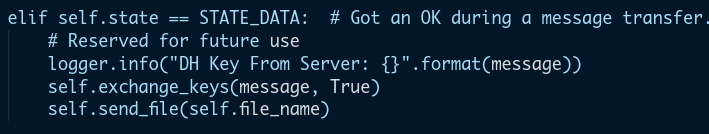 elif self.state == STATE_DATA:  # Got an OK during a message transfer.
    # Reserved for future use
    logger.info("DH Key From Server: {}".format(message))
    self.exchange_keys(message, True)
    self.send_file(self.file_name)